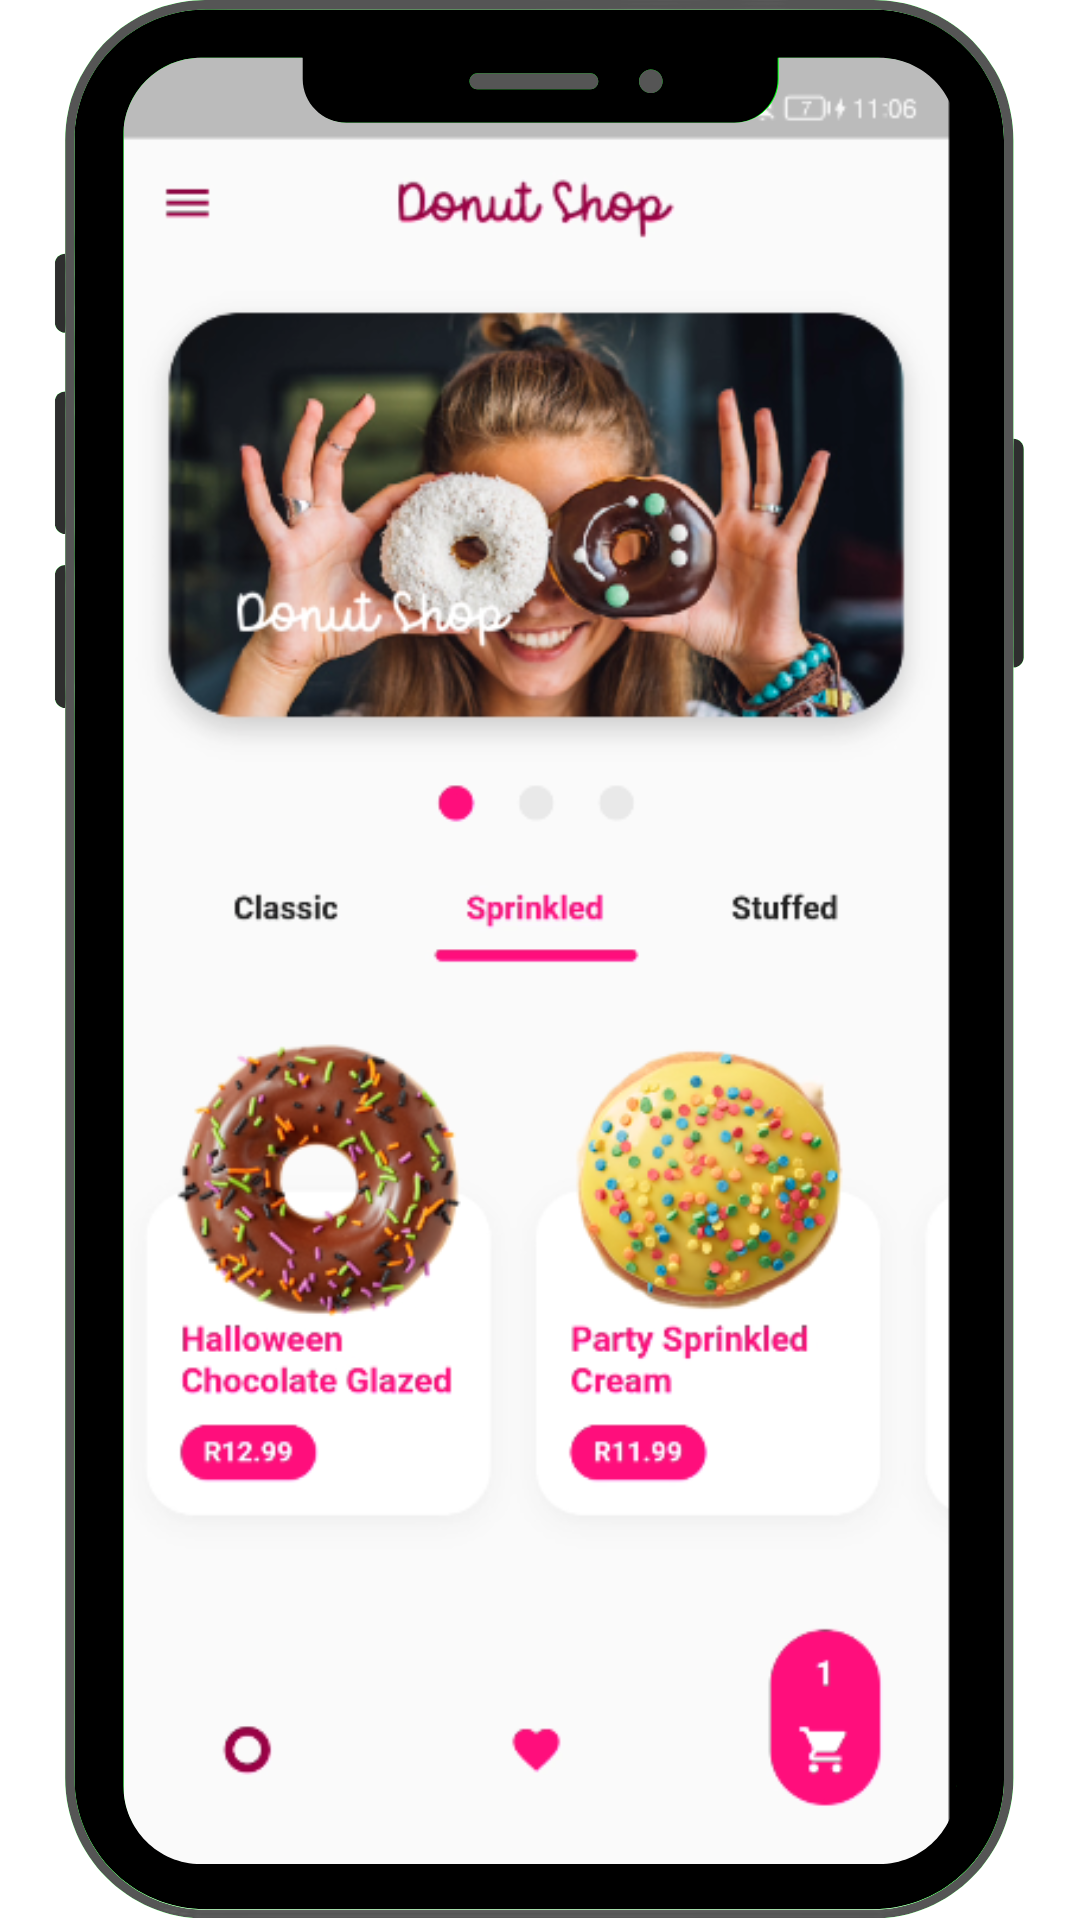 7 11:06
Donut Shop
Donut Shop
Classic Sprinkled Stuffed
Halloween
Chocolate Glazed
R12.99
Party Sprinkled
Cream
R11.99
1